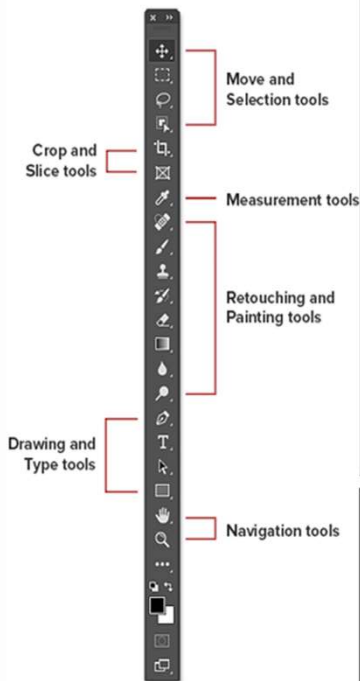 Move and
Selection tools
Crop and
Slice tools
Measurement tools
Retouching and
Painting tools
Drawing and
Type tools
Navigation tools